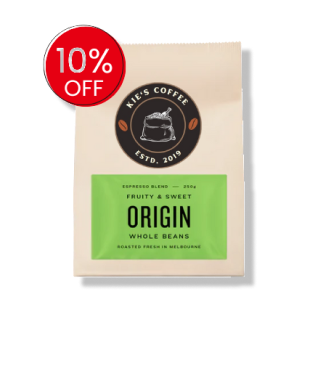 10%
OFF
KIE'S COFFEE
ESTD. 2019
ESPRESSO BLEND — 250g
FRUITY & SWEET
ORIGIN
WHOLE BEANS
ROASTED FRESH IN MELBOURNE